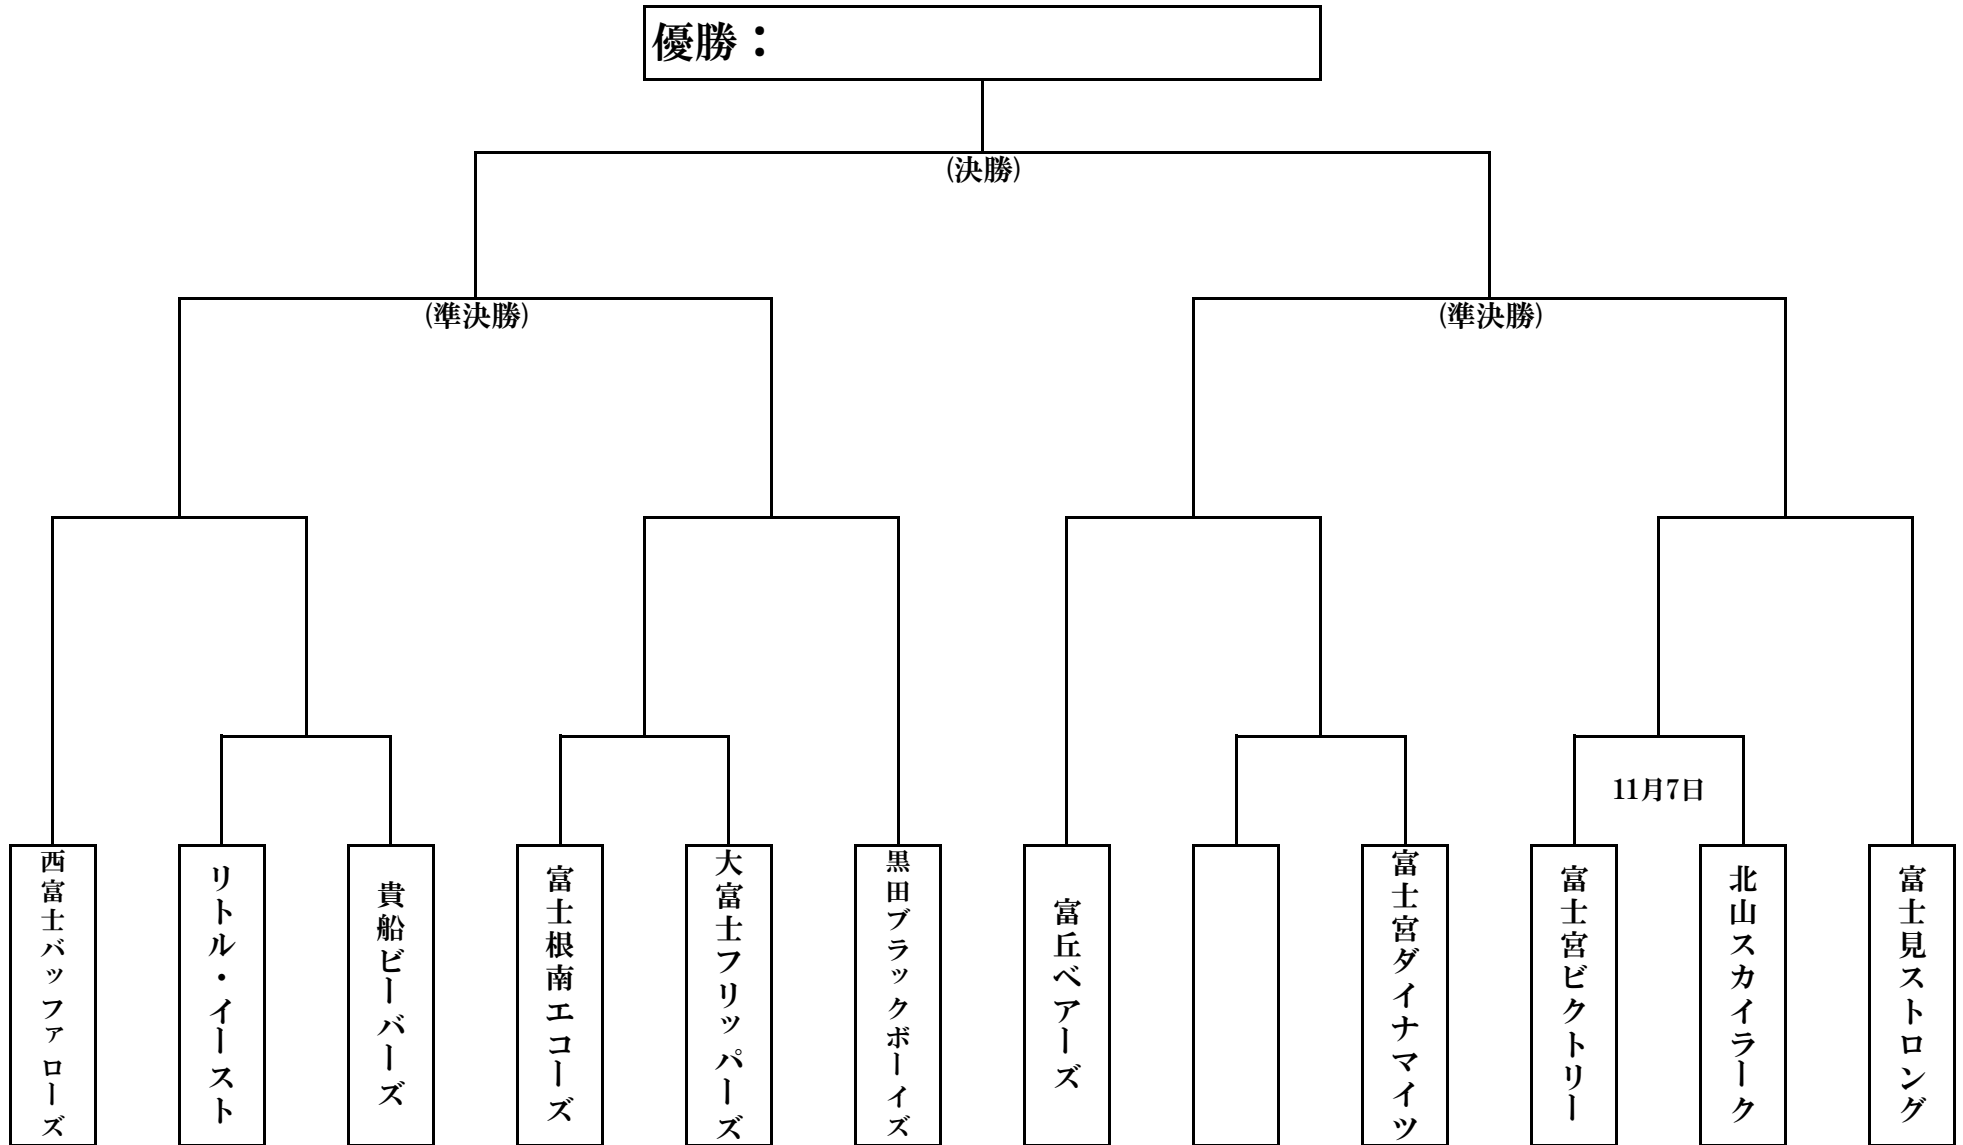 優勝：
(決勝)
(準決勝)
(準決勝)
11月7日
西富士バッファローズ
リトル・イースト
貴船ビーバーズ
富士根南エコーズ
大富士フリッパーズ
黒田ブラックボーイズ
富丘ベアーズ
富士宮ダイナマイツ
富士宮ビクトリー
北山スカイラーク
富士見ストロング